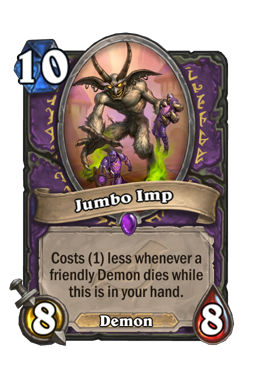 10
Jumbo Imp
Costs (1) less whenever a
friendly Demon dies while
this is in your hand.
8
Demon
8